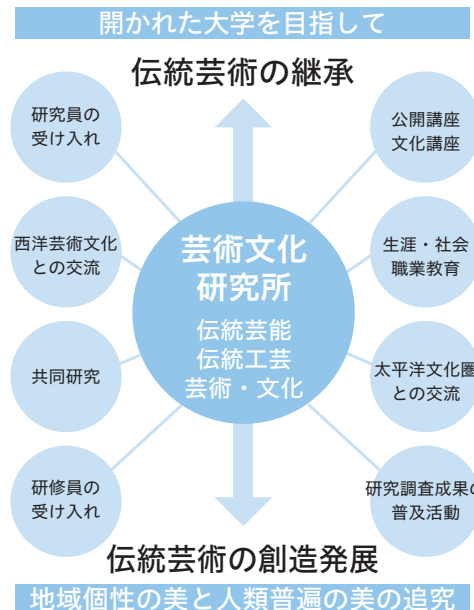 開かれた大学を目指して
伝統芸術の継承
研究員の
受け入れ
公開講座
文化講座
西洋芸術文化
との交流
生涯・社会
職業教育
芸術文化
研究所
伝統芸能
伝統工芸
芸術・文化
共同研究
太平洋文化圏
との交流
研修員の
受け入れ
研究調査成果の
普及活動
伝統芸術の創造発展
地域個性の美と人類普遍の美の追究